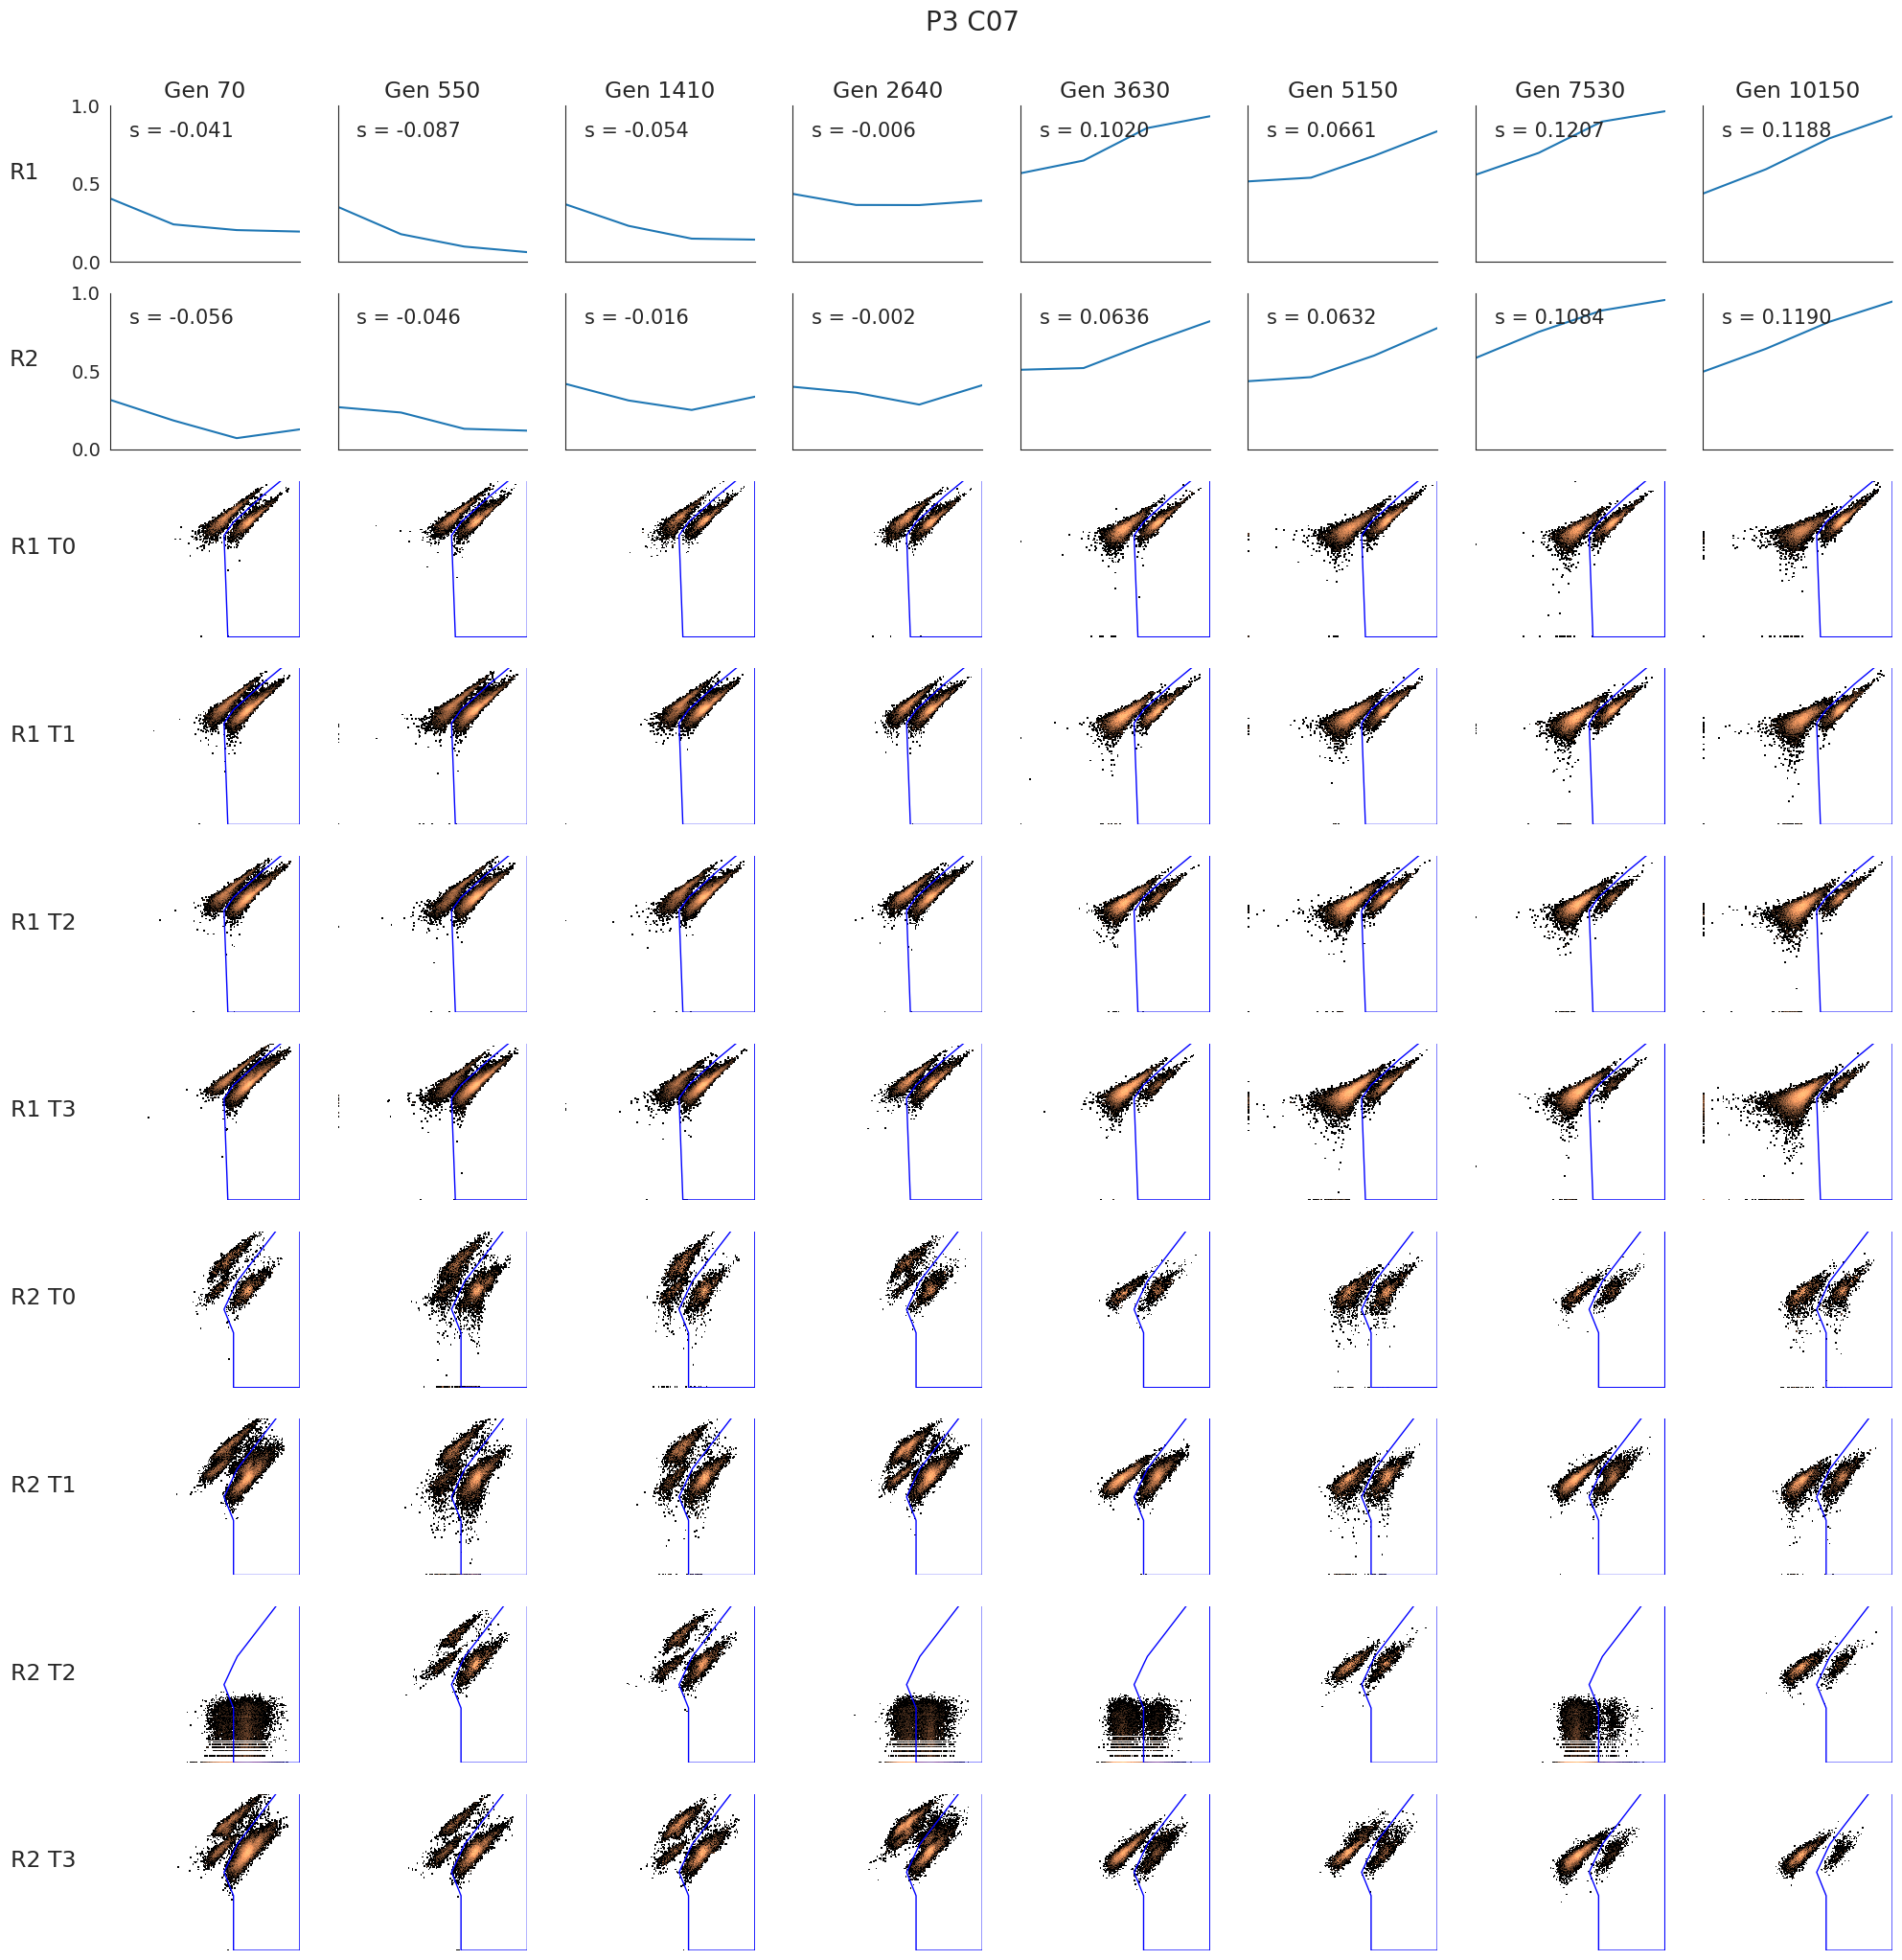 P3 C07
Gen 70 Gen 550 Gen 1410 Gen 2640 Gen 3630 Gen 5150 Gen 7530 Gen 10150
1.0
s = -0.041 s = -0.087 s = -0.054 s = -0.006 s = 0.1020 s = 0.0661 s = 0.1207 s = 0.1188
R1
0.5
0.0
1.0
s = -0.056 s = -0.046 s = -0.016 s = -0.002 s = 0.0636 s = 0.0632 s = 0.1084 s = 0.1190
R2
0.5
0.0
R1 T0
R1 T1
R1 T2
R1 T3
R2 T0
R2 T1
R2 T2
R2 T3